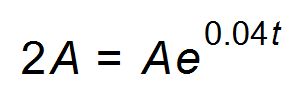 2A = Ae^0.04t